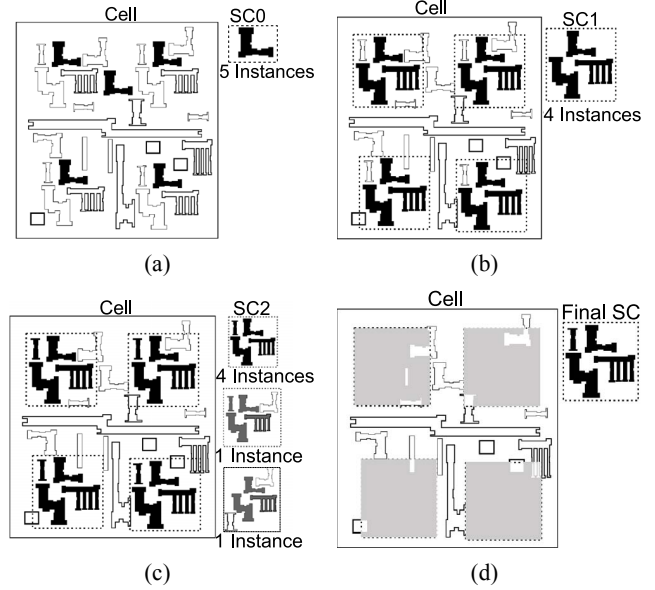 Cell
SC0
5 Instances
(a)
Cell
SC1
4 Instances
(b)
Cell
SC2
4 Instances
1 Instance
1 Instance
(c)
Cell
Final SC
(d)